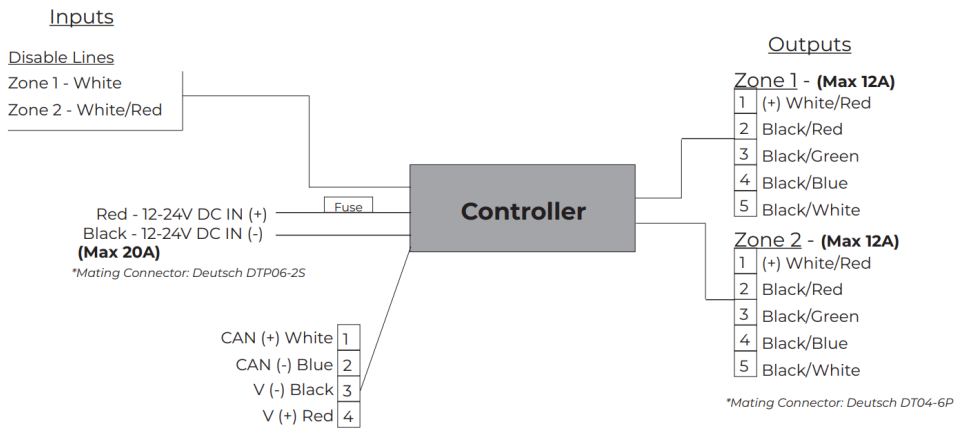 Inputs
Disable Lines
Zone 1 - White
Zone 2 - White/Red
Fuse
Red - 12-24V DC IN (+)
Black - 12-24V DC IN (-)
(Max 20A)
*Mating Connector: Deutsch DTP06-2S
CAN (+) White 1
CAN (-) Blue 2
V (-) Black 3
V (+) Red 4
Controller
Outputs
Zone 1 - (Max 12A)
1 (+) White/Red
2 Black/Red
3 Black/Green
4 Black/Blue
5 Black/White
Zone 2 - (Max 12A)
1 (+) White/Red
2 Black/Red
3 Black/Green
4 Black/Blue
5 Black/White
*Mating Connector: Deutsch DT04-6P